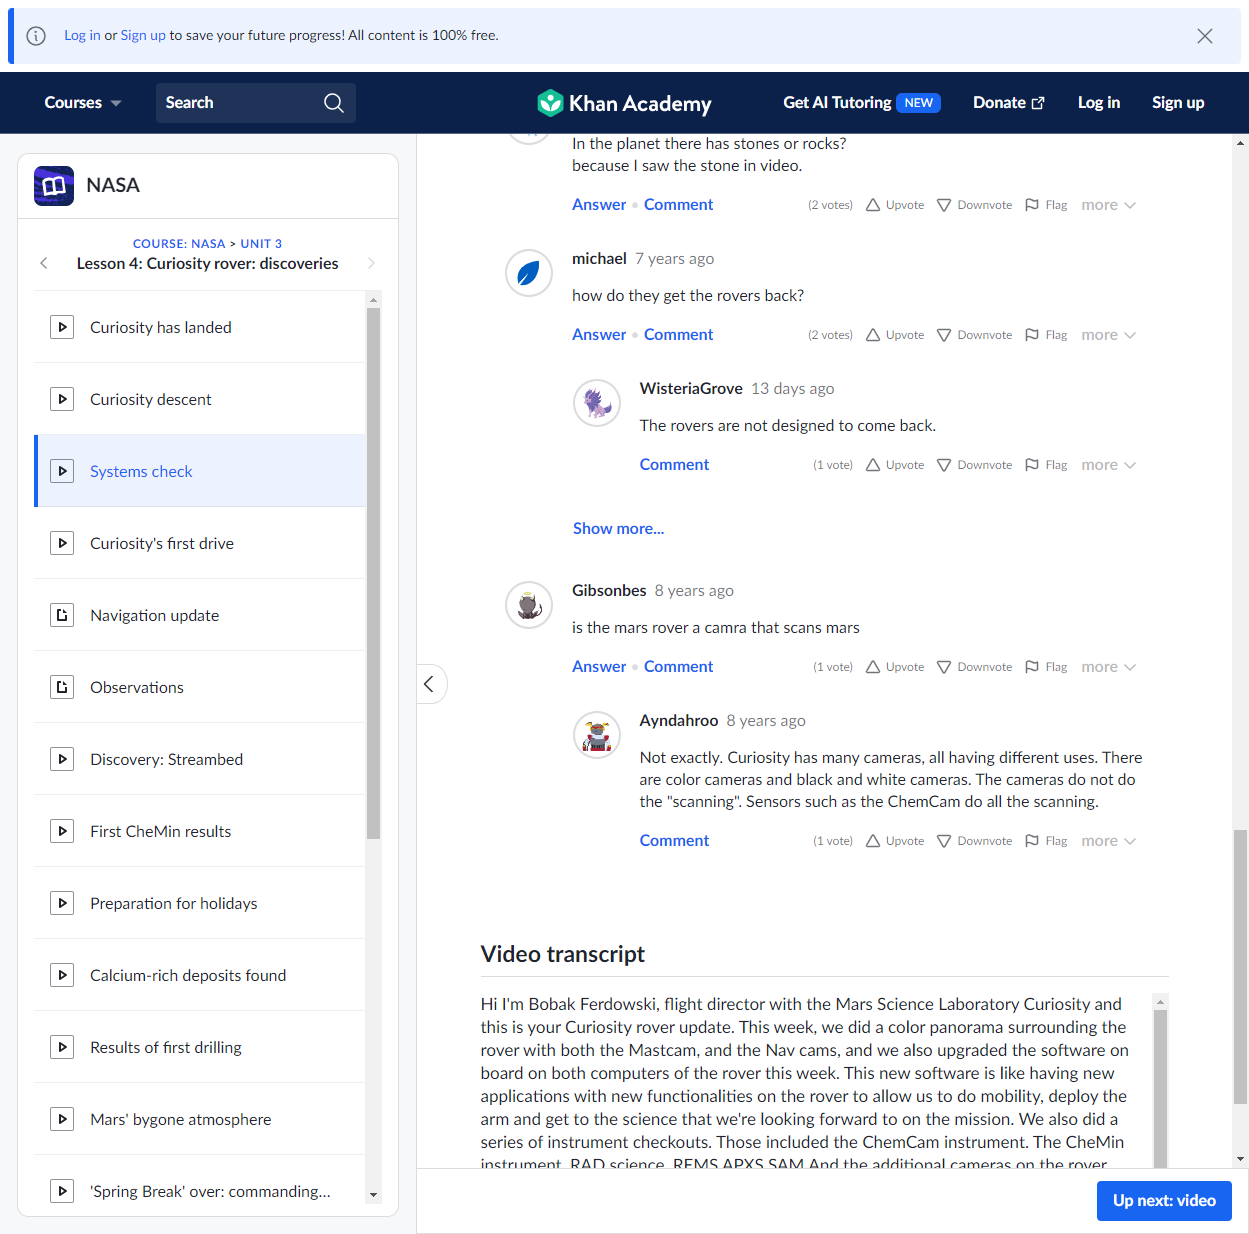 Log in or Sign up to save your future progress! All content is 100% free.
Courses
Search
Khan Academy
Get AI Tutoring NEW
Donate
Log in
Sign up
NASA
COURSE: NASA > UNIT 3
Lesson 4: Curiosity rover: discoveries
Curiosity has landed
Curiosity descent
Systems check
Curiosity's first drive
Navigation update
Observations
Discovery: Streambed
First CheMin results
Preparation for holidays
Calcium-rich deposits found
Results of first drilling
Mars' bygone atmosphere
'Spring Break' over: commanding...
In the planet there has stones or rocks?
because I saw the stone in video.
Answer • Comment (2 votes) Upvote Downvote Flag more
michael 7 years ago
how do they get the rovers back?
Answer • Comment (2 votes) Upvote Downvote Flag more
WisteriaGrove 13 days ago
The rovers are not designed to come back.
Comment (1 vote) Upvote Downvote Flag more
Show more...
Gibsonbes 8 years ago
is the mars rover a camra that scans mars
Answer • Comment (1 vote) Upvote Downvote Flag more
Ayndahroo 8 years ago
Not exactly. Curiosity has many cameras, all having different uses. There
are color cameras and black and white cameras. The cameras do not do
the "scanning". Sensors such as the ChemCam do all the scanning.
Comment (1 vote) Upvote Downvote Flag more
Video transcript
Hi I'm Bobak Ferdowski, flight director with the Mars Science Laboratory Curiosity and
this is your Curiosity rover update. This week, we did a color panorama surrounding the
rover with both the Mastcam, and the Nav cams, and we also upgraded the software on
board on both computers of the rover this week. This new software is like having new
applications with new functionalities on the rover to allow us to do mobility, deploy the
arm and get to the science that we're looking forward to on the mission. We also did a
series of instrument checkouts. Those included the ChemCam instrument. The CheMin
instrument, RAD science, REMS,APXS,SAM And the additional cameras on the rover
Up next: video